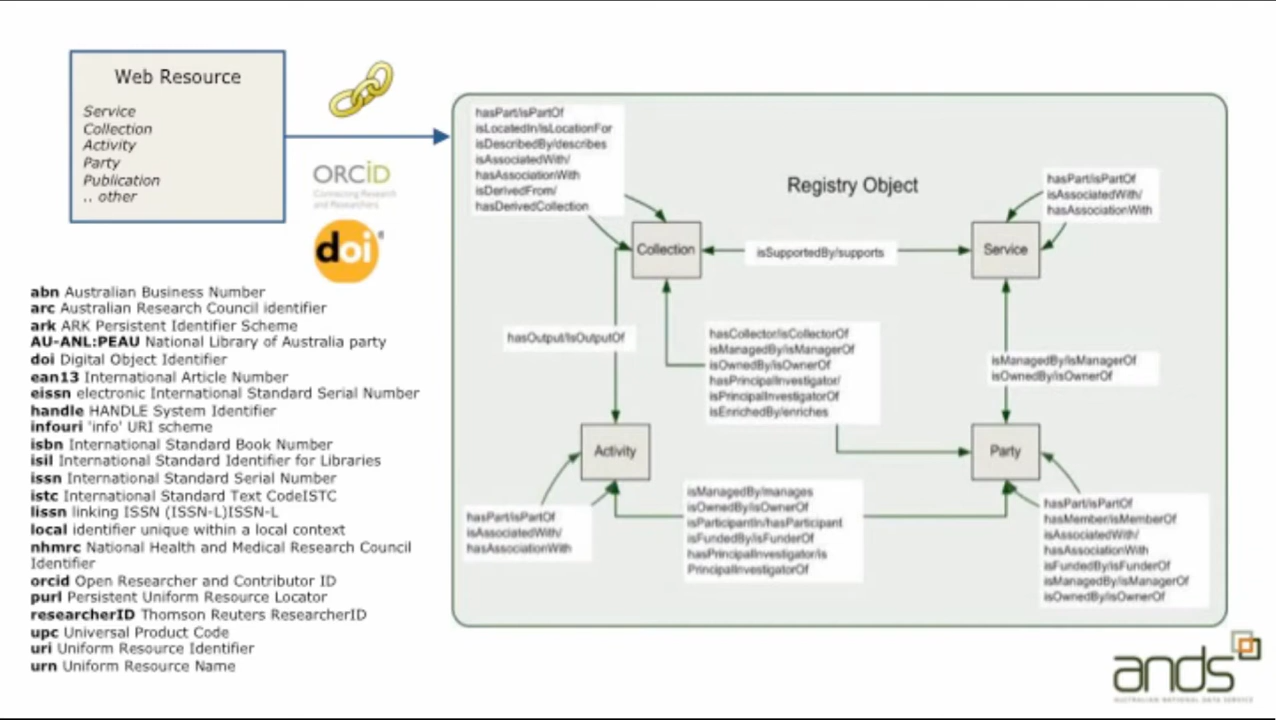 Web Resource
Service
Collection
Activity
Party
Publication
.. other
ORCiD
Connecting Research
and Researchers
doi
abn Australian Business Number
arc Australian Research Council identifier
ark ARK Persistent Identifier Scheme
AU-ANL:PEAU National Library of Australia party
doi Digital Object Identifier
ean13 International Article Number
eissn electronic International Standard Serial Number
handle HANDLE System Identifier
infouri 'info' URI scheme
isbn International Standard Book Number
isil International Standard Identifier for Libraries
issn International Standard Serial Number
istc International Standard Text CodeISTC
lissn linking ISSN (ISSN-L)ISSN-L
local identifier unique within a local context
nhmrc National Health and Medical Research Council
Identifier
orcid Open Researcher and Contributor ID
purl Persistent Uniform Resource Locator
researcherID Thomson Reuters ResearcherID
upc Universal Product Code
uri Uniform Resource Identifier
urn Uniform Resource Name
hasPart/isPartOf
isLocatedIn/isLocationFor
isDescribedBy/describes
isAssociatedWith/
hasAssociationWith
isDerivedFrom/
hasDerivedCollection
Registry Object
hasPart/isPartOf
isAssociatedWith/
hasAssociationWith
Collection
isSupportedBy/supports
Service
hasOutput/isOutputOf
hasCollector/isCollectorOf
isManagedBy/isManagerOf
isOwnedBy/isOwnerOf
hasPrincipalInvestigator/
isPrincipalInvestigatorOf
isEnrichedBy/enriches
isManagedBy/isManagerOf
isOwnedBy/isOwnerOf
Activity
Party
hasPart/isPartOf
isAssociatedWith/
hasAssociationWith
isManagedBy/manages
isOwnedBy/isOwnerOf
isParticipantIn/hasParticipant
isFundedBy/isFunderOf
hasPrincipalInvestigator/is
PrincipalInvestigatorOf
hasPart/isPartOf
hasMember/isMemberOf
isAssociatedWith/
hasAssociationWith
isFundedBy/isFunderOf
isManagedBy/isManagerOf
isOwnedBy/isOwnerOf
ands
AUSTRALIAN NATIONAL DATA SERVICE